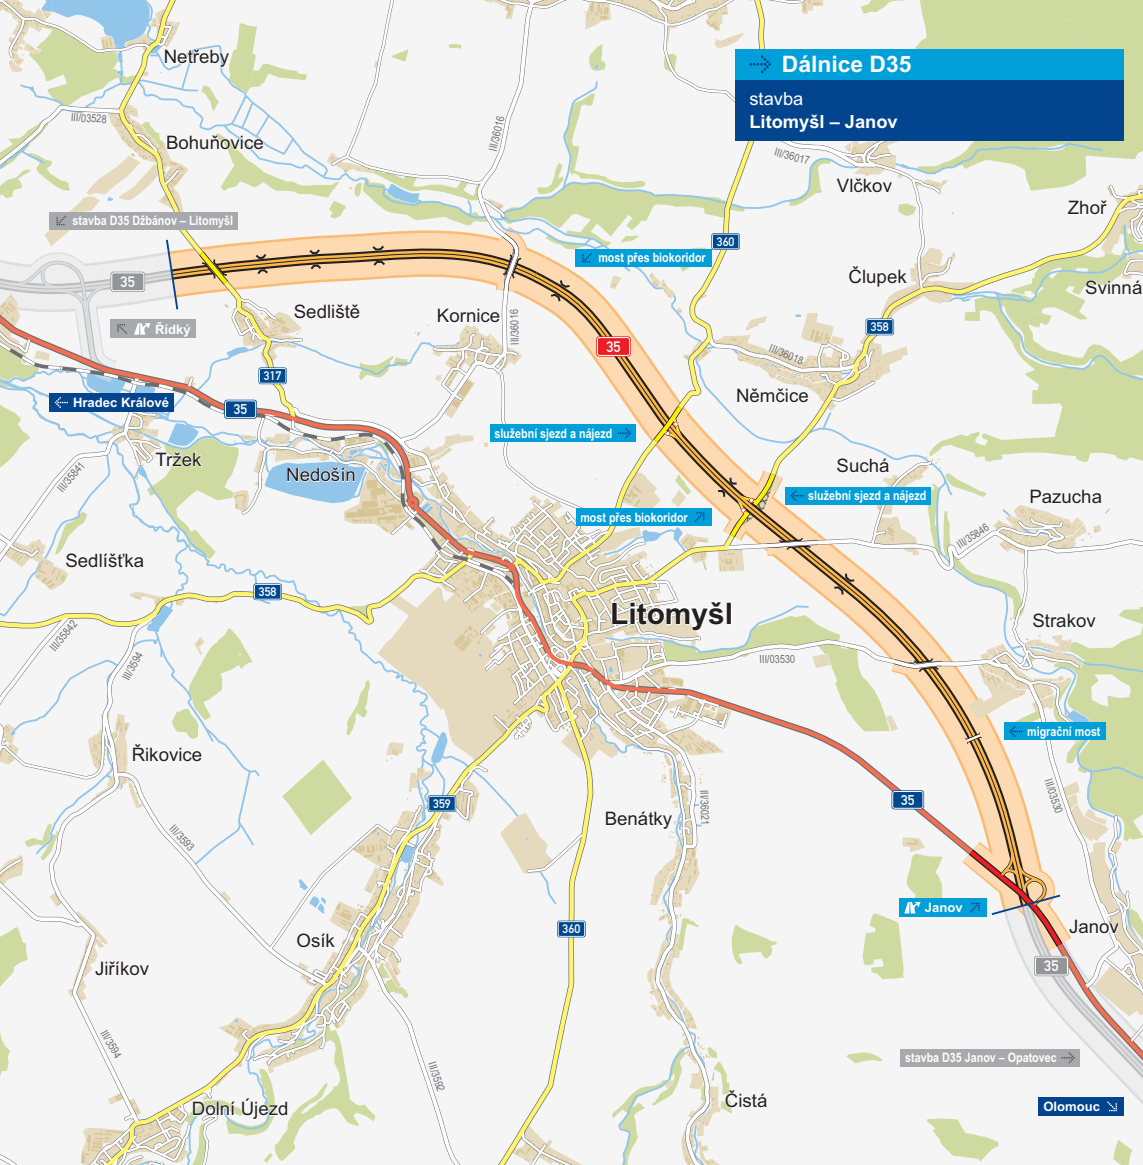 Netřeby
Dálnice D35
stavba
Litomyšl – Janov
III/03528
III/36016
Bohuňovice
III/36017
Vlčkov
Zhoř
stavba D35 Džbánov – Litomyšl
360
most přes biokoridor
35
Člupek
Svinná
Sedliště
Kornice
III/36016
Řídký
358
35
III/36018
317
Němčice
Hradec Králové
35
služební sjezd a nájezd
Tržek
Nedošín
Suchá
III/35841
služební sjezd a nájezd
Pazucha
most přes biokoridor
III/35846
Sedlíšťka
358
Litomyšl
Strakov
III/35842
III/03530
III/3594
migrační most
Řikovice
359
35
III/03530
III/36021
Benátky
III/3593
Janov
Janov
360
Osík
Jiříkov
35
III/3594
stavba D35 Janov – Opatovec
III/3592
Čistá
Olomouc
Dolní Újezd